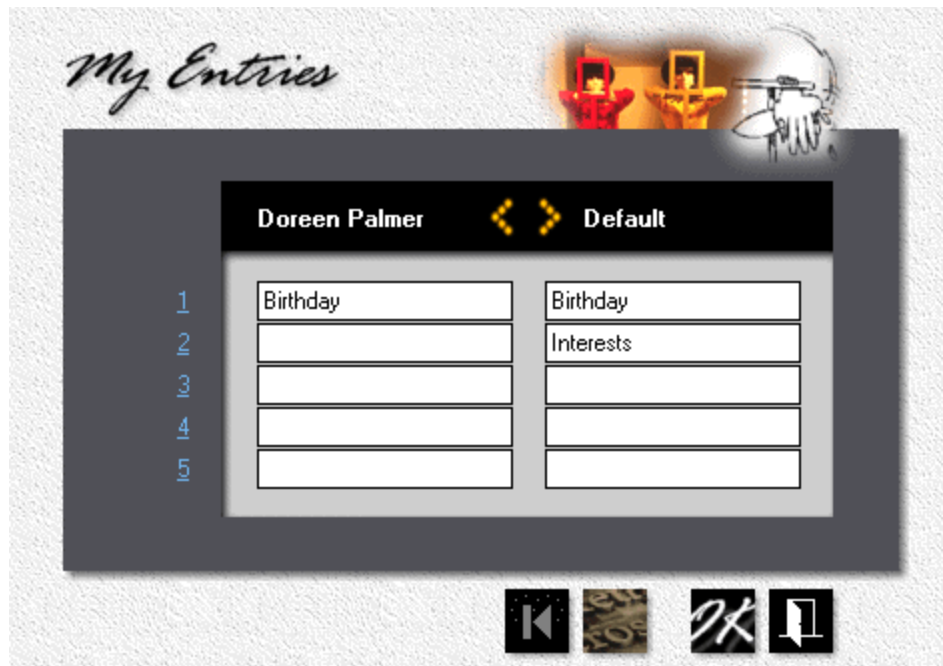 My Entries
Doreen Palmer Default
1 Birthday Birthday
2 Interests
3
4
5
OK